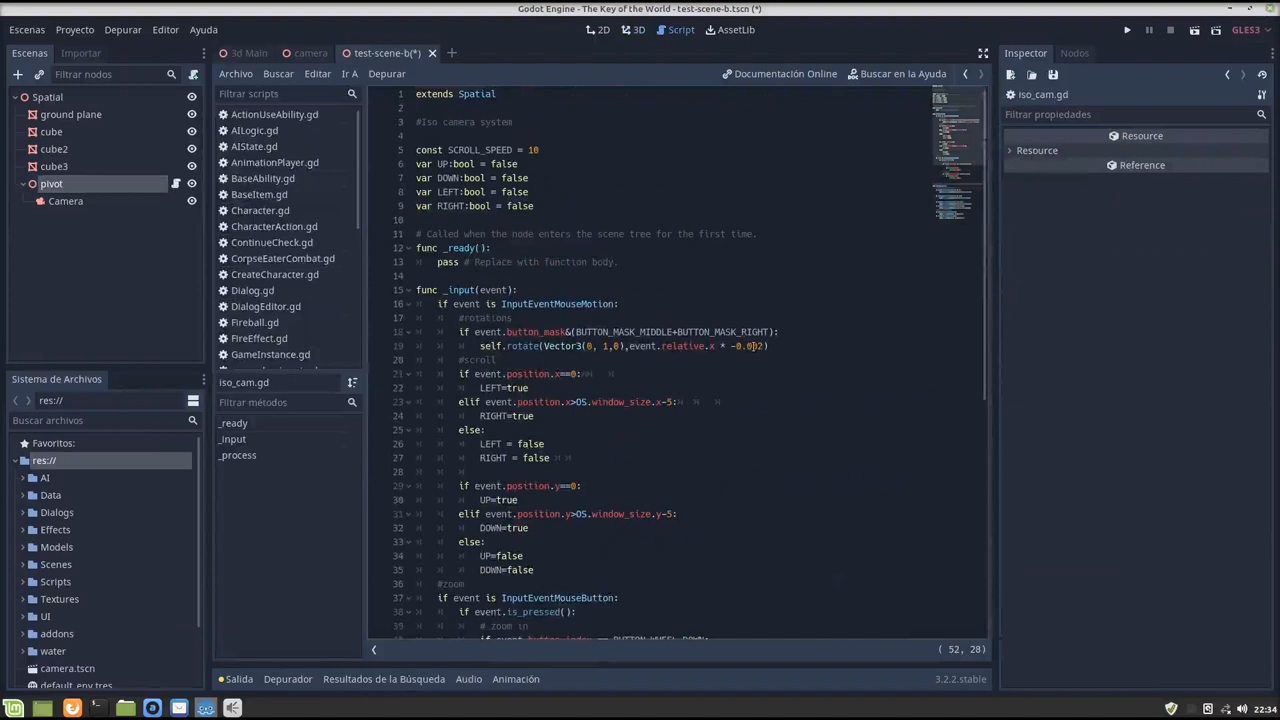 Godot Engine - The Key of the World - test-scene-b.tscn (*)
Escenas Proyecto Depurar Editor Ayuda
2D 3D Script AssetLib
GLES3
Escenas Importar
Filtrar nodos
Spatial
ground plane
cube
cube2
cube3
pivot
Camera
Sistema de Archivos
res://
Buscar archivos
Favoritos:
res://
AI
Data
Dialogs
Effects
Models
Scenes
Scripts
Textures
UI
addons
water
camera.tscn
default_env.tres
3d Main camera test-scene-b(*)
Archivo Buscar Editar Ir A Depurar
Documentación Online Buscar en la Ayuda
Filtrar scripts
ActionUseAbility.gd
AILogic.gd
AIState.gd
AnimationPlayer.gd
BaseAbility.gd
BaseItem.gd
Character.gd
CharacterAction.gd
ContinueCheck.gd
CorpseEaterCombat.gd
CreateCharacter.gd
Dialog.gd
DialogEditor.gd
Fireball.gd
FireEffect.gd
GameInstance.gd
iso_cam.gd
Filtrar métodos
_ready
_input
_process
1 extends Spatial
2
3 #Iso camera system
4
5 const SCROLL_SPEED = 10
6 var UP:bool = false
7 var DOWN:bool = false
8 var LEFT:bool = false
9 var RIGHT:bool = false
10
11 # Called when the node enters the scene tree for the first time.
12 func _ready():
13 pass # Replace with function body.
14
15 func _input(event):
16 if event is InputEventMouseMotion:
17 #rotations
18 if event.button_mask&(BUTTON_MASK_MIDDLE+BUTTON_MASK_RIGHT):
19 self.rotate(Vector3(0, 1,0),event.relative.x * -0.002)
20 #scroll
21 if event.position.x==0:
22 LEFT=true
23 elif event.position.x>OS.window_size.x-5:
24 RIGHT=true
25 else:
26 LEFT = false
27 RIGHT = false
28
29 if event.position.y==0:
30 UP=true
31 elif event.position.y>OS.window_size.y-5:
32 DOWN=true
33 else:
34 UP=false
35 DOWN=false
36 #zoom
37 if event is InputEventMouseButton:
38 if event.is_pressed():
39 # zoom in
if event.button_index == BUTTON_WHEEL_DOWN:
( 52, 28)
Salida Depurador Resultados de la Búsqueda Audio Animación
3.2.2.stable
Inspector Nodos
iso_cam.gd
Filtrar propiedades
Resource
Resource
Reference
22:34